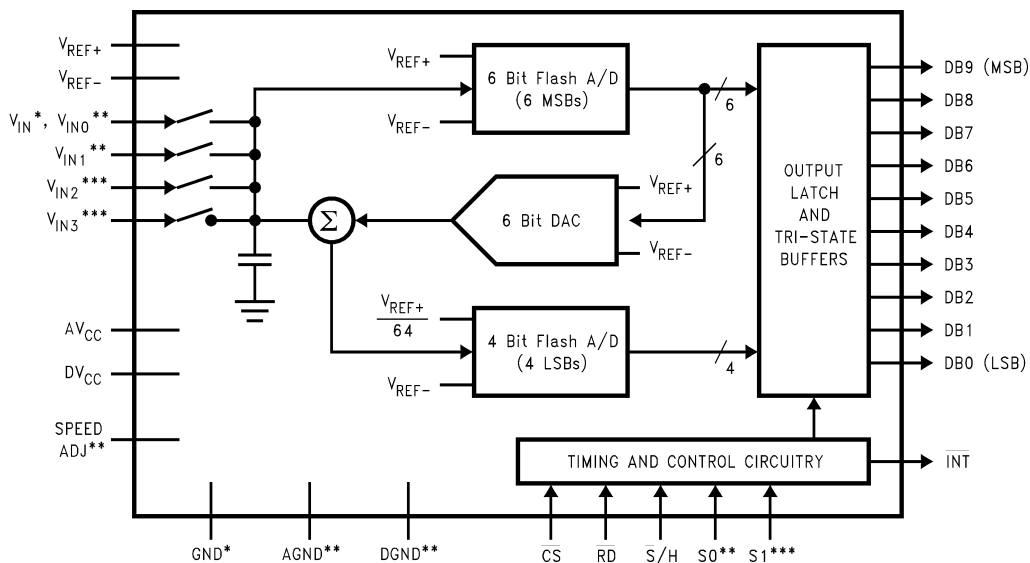 VREF+
VREF-
VIN*, VIN0**
VIN1**
VIN2***
VIN3***
AVCC
DVCC
SPEED
ADJ**
VREF+
VREF-
6 Bit Flash A/D
(6 MSBs)
6
6
VREF+
6 Bit DAC
VREF-
Σ
VREF+
64
VREF-
4 Bit Flash A/D
(4 LSBs)
4
OUTPUT
LATCH
AND
TRI-STATE
BUFFERS
DB9 (MSB)
DB8
DB7
DB6
DB5
DB4
DB3
DB2
DB1
DB0 (LSB)
TIMING AND CONTROL CIRCUITRY
I̅N̅T̅
GND*
AGND**
DGND**
C̅S̅
R̅D̅
S̅/H
S0**
S1***